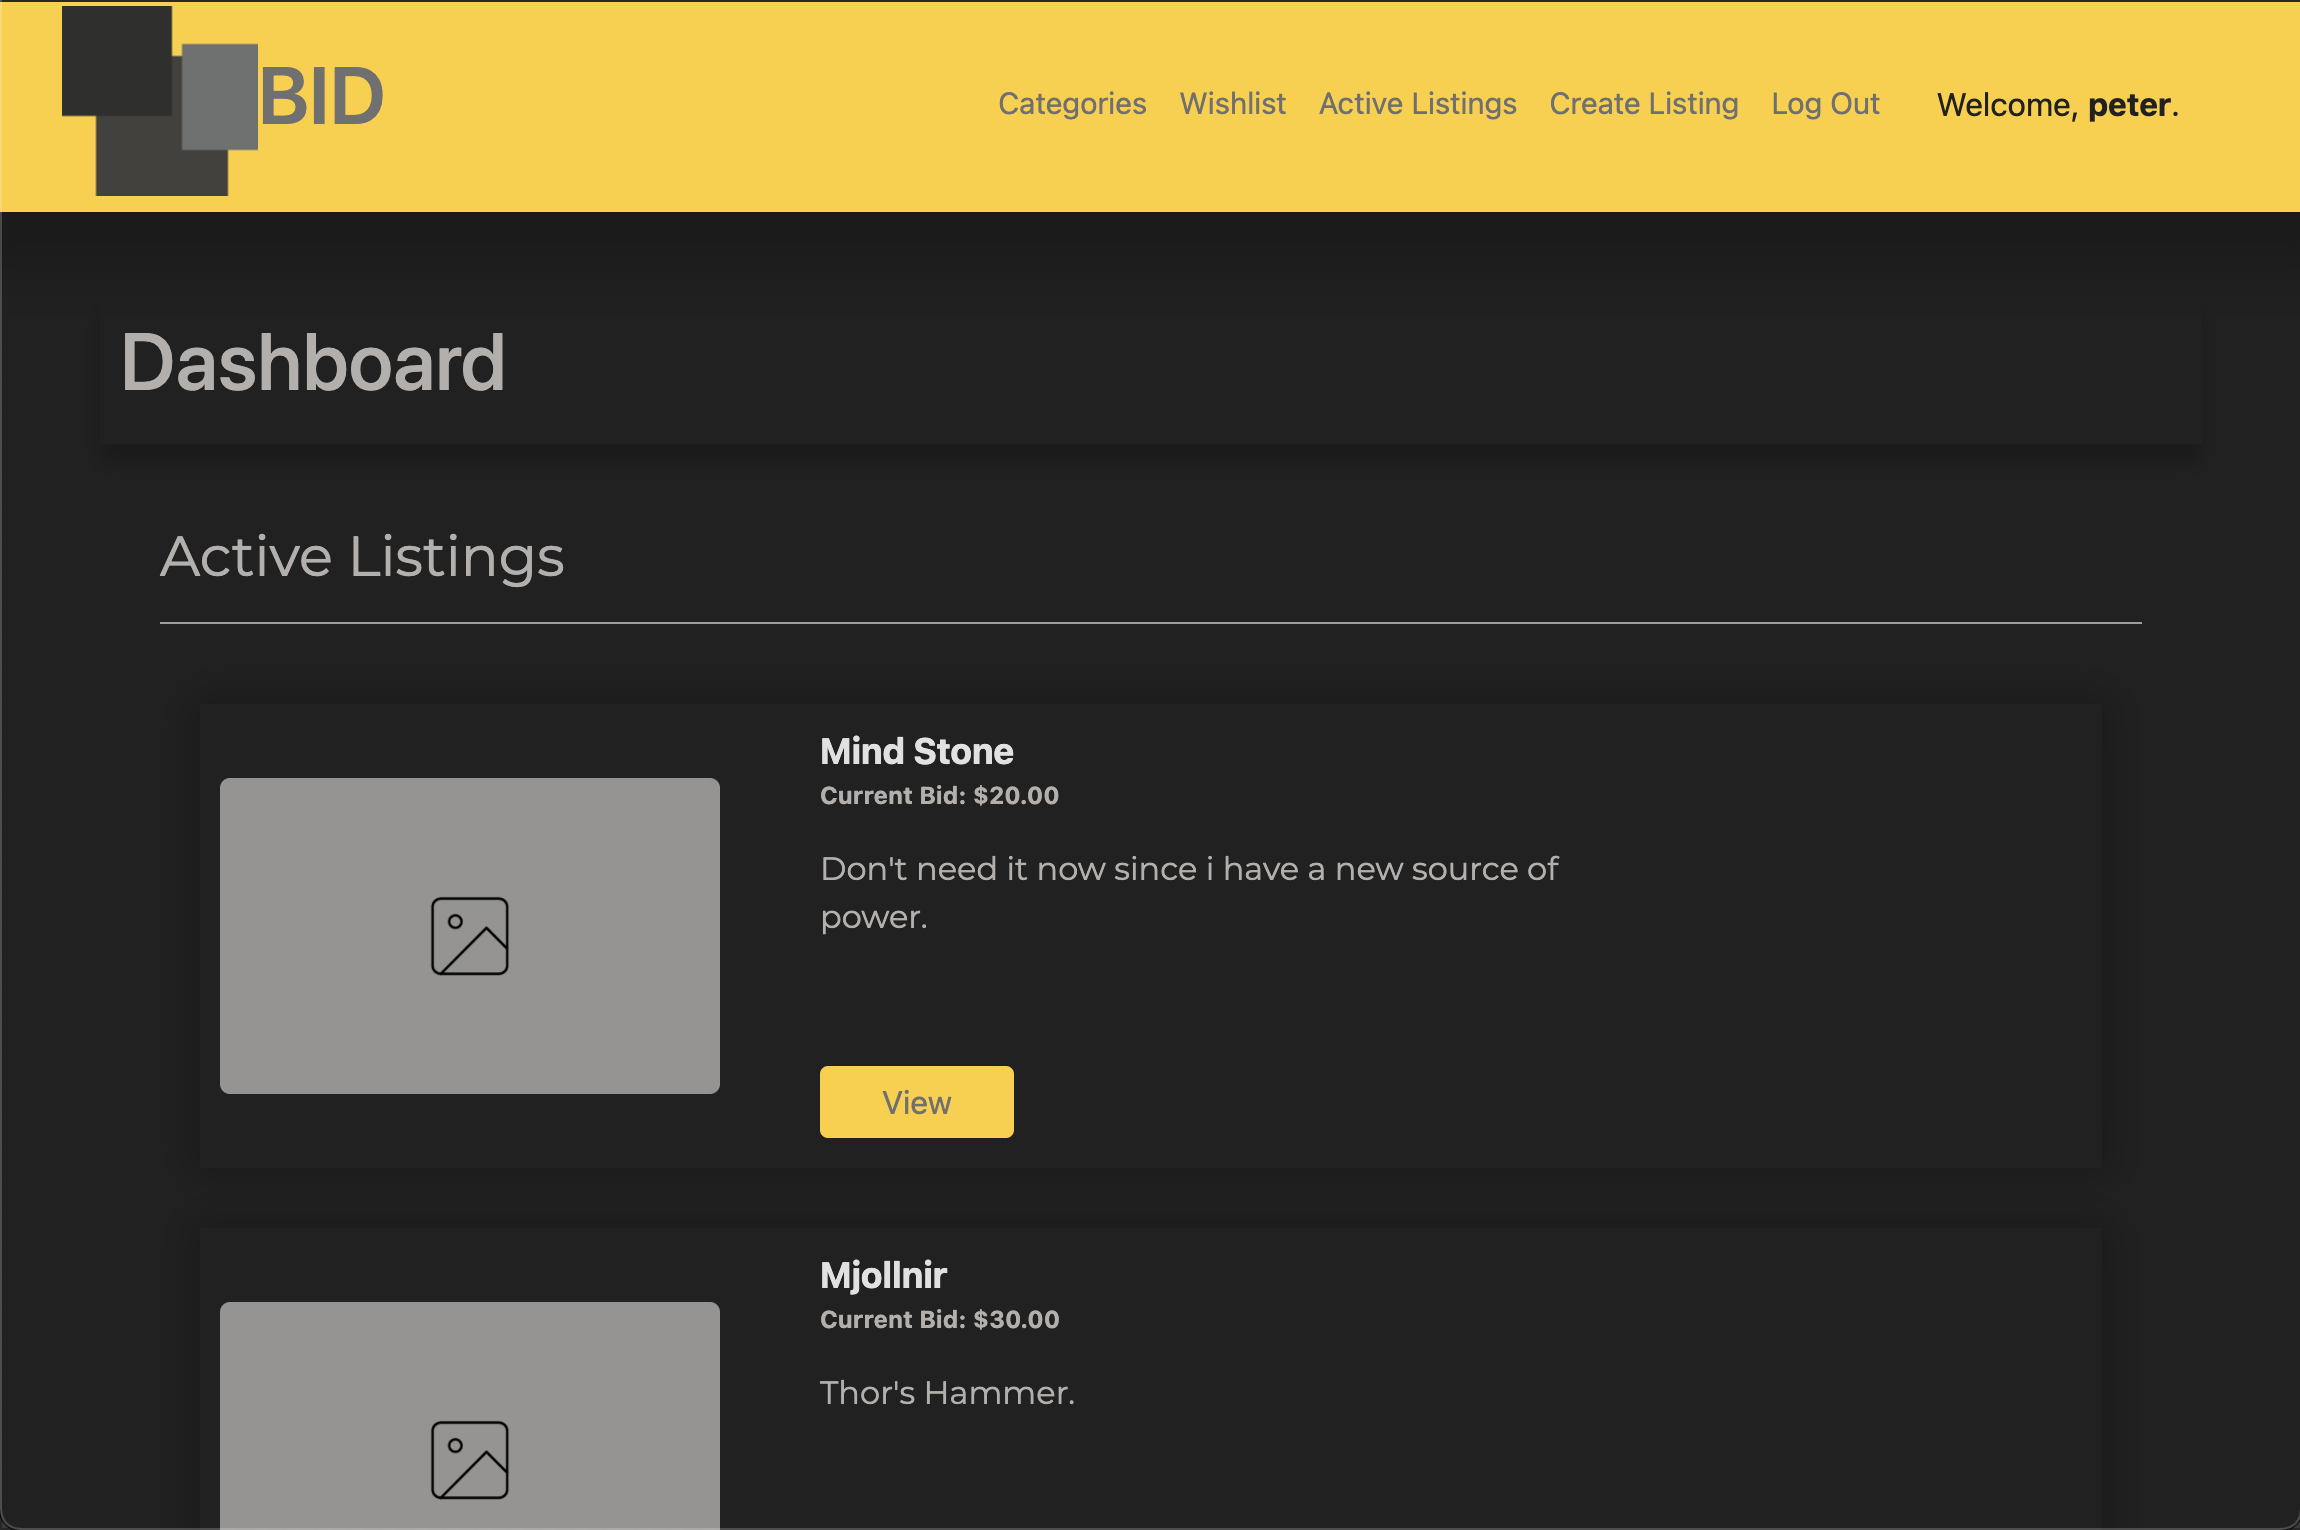 BID
Categories Wishlist Active Listings Create Listing Log Out Welcome, peter.
Dashboard
Active Listings
Mind Stone
Current Bid: $20.00
Don't need it now since i have a new source of
power.
View
Mjollnir
Current Bid: $30.00
Thor's Hammer.